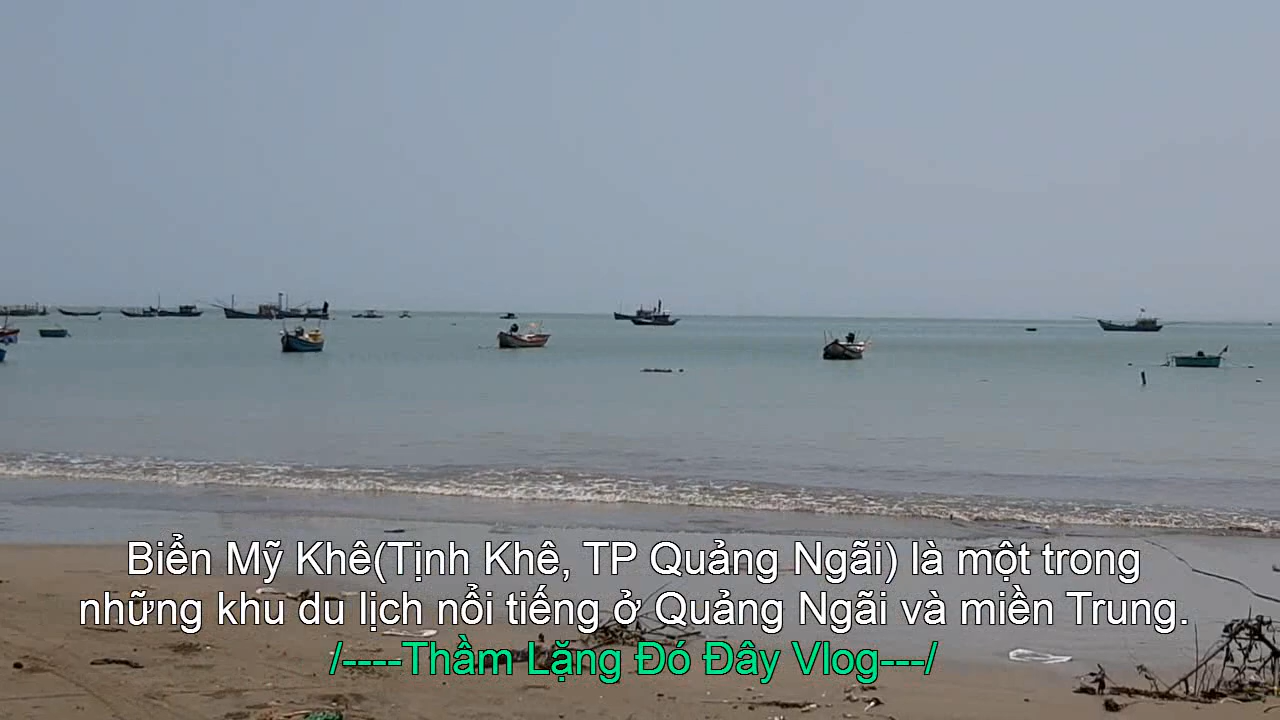 Biển Mỹ Khê(Tịnh Khê, TP Quảng Ngãi) là một trong
những khu du lịch nổi tiếng ở Quảng Ngãi và miền Trung.
/----Thầm Lặng Đó Đây Vlog---/